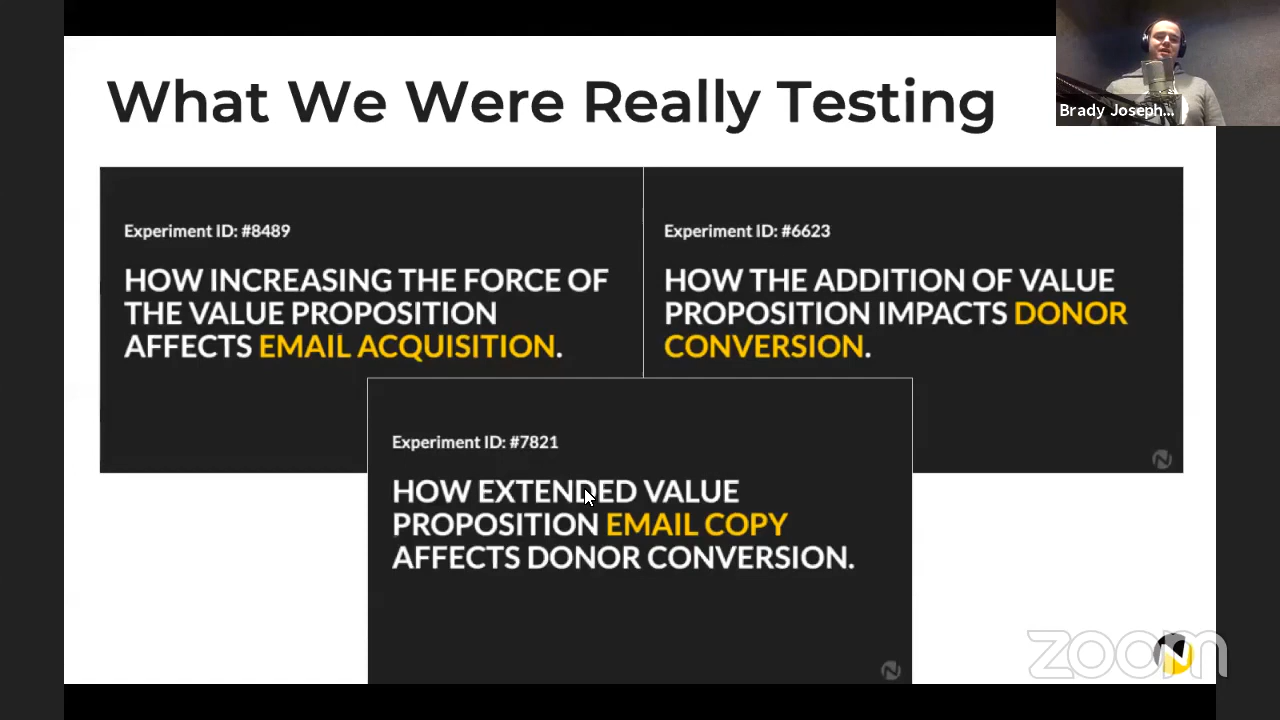 What We Were Really Testing
Brady Joseph...
Experiment ID: #8489
HOW INCREASING THE FORCE OF
THE VALUE PROPOSITION
AFFECTS EMAIL ACQUISITION.
Experiment ID: #6623
HOW THE ADDITION OF VALUE
PROPOSITION IMPACTS DONOR
CONVERSION.
Experiment ID: #7821
HOW EXTENDED VALUE
PROPOSITION EMAIL COPY
AFFECTS DONOR CONVERSION.
zoom